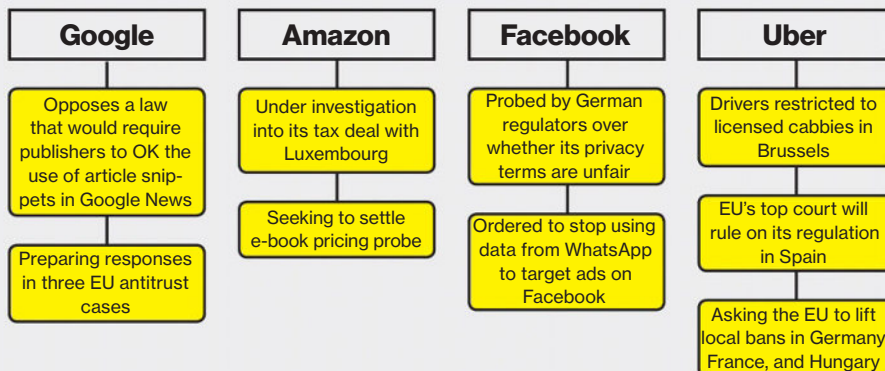 Google
Opposes a law
that would require
publishers to OK the
use of article snip-
pets in Google News
Preparing responses
in three EU antitrust
cases
Amazon
Under investigation
into its tax deal with
Luxembourg
Seeking to settle
e-book pricing probe
Facebook
Probed by German
regulators over
whether its privacy
terms are unfair
Ordered to stop using
data from WhatsApp
to target ads on
Facebook
Uber
Drivers restricted to
licensed cabbies in
Brussels
EU's top court will
rule on its regulation
in Spain
Asking the EU to lift
local bans in Germany
France, and Hungary